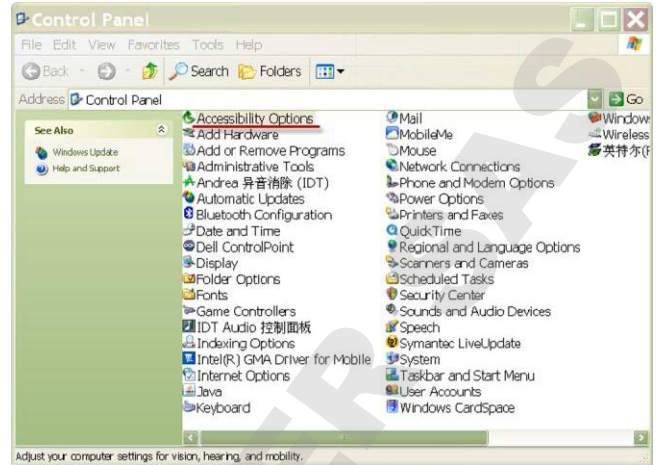 Control Panel
File Edit View Favorites Tools Help
Back Search Folders
Address Control Panel Go
See Also
Windows Update
Help and Support
Accessibility Options
Add Hardware
Add or Remove Programs
Administrative Tools
Andrea 异音消除 (IDT)
Automatic Updates
Bluetooth Configuration
Date and Time
Dell ControlPoint
Display
Folder Options
Fonts
Game Controllers
IDT Audio 控制面板
Indexing Options
Intel(R) GMA Driver for Mobile
Internet Options
Java
Keyboard
Mail
MobileMe
Mouse
Network Connections
Phone and Modem Options
Power Options
Printers and Faxes
QuickTime
Regional and Language Options
Scanners and Cameras
Scheduled Tasks
Security Center
Sounds and Audio Devices
Speech
Symantec LiveUpdate
System
Taskbar and Start Menu
User Accounts
Windows CardSpace
Window
Wireless
英特尔(
Adjust your computer settings for vision, hearing, and mobility.